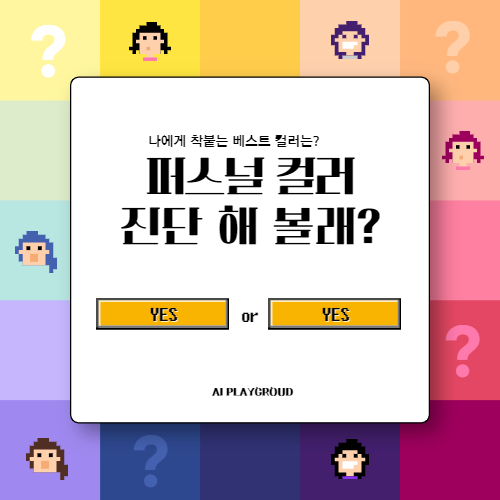 ?
?
나에게 착붙는 베스트 컬러는?
퍼스널 컬러
진단 해 볼래?
YES or YES
?
AI PLAYGROUD
?